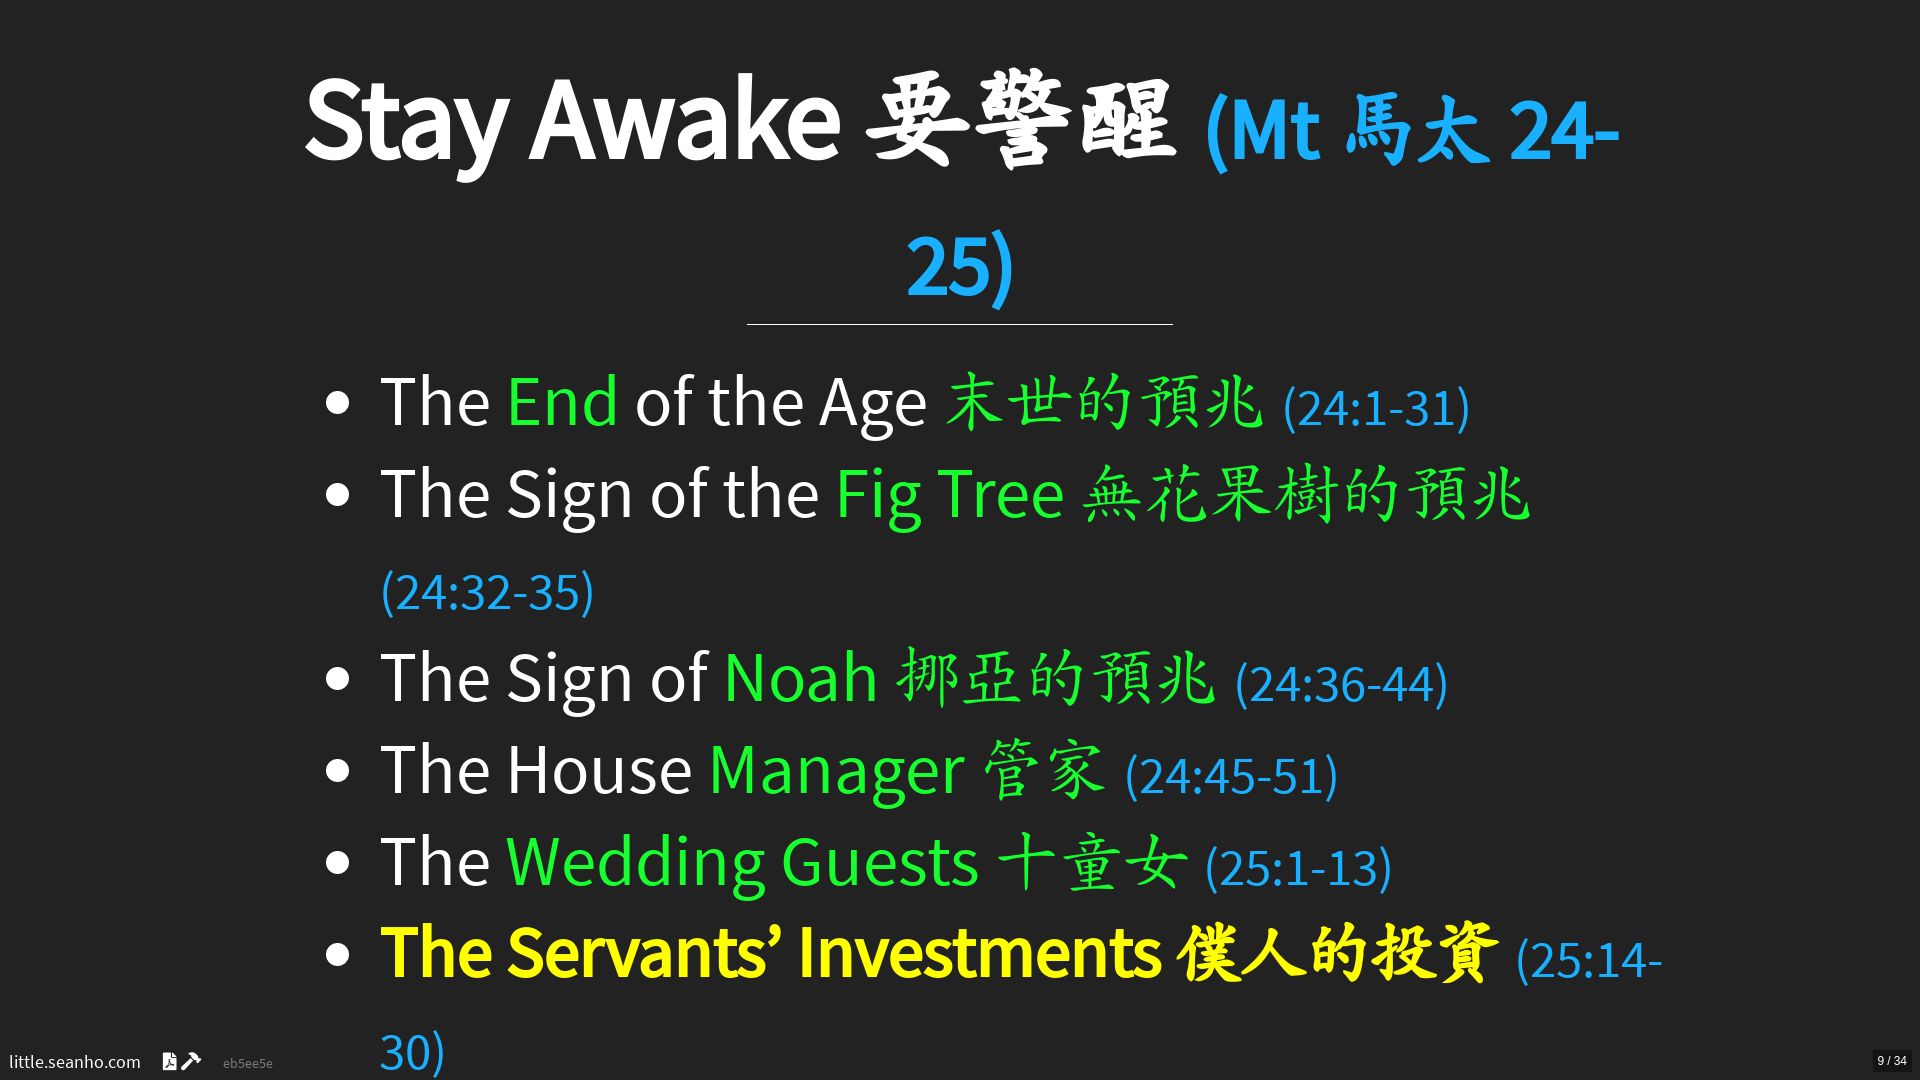 Stay Awake 要警醒 (Mt 馬太 24-
25)
The End of the Age 末世的預兆 (24:1-31)
The Sign of the Fig Tree 無花果樹的預兆
(24:32-35)
The Sign of Noah 挪亞的預兆 (24:36-44)
The House Manager 管家 (24:45-51)
The Wedding Guests 十童女 (25:1-13)
The Servants’ Investments 僕人的投資 (25:14-
30)
little.seanho.com eb5ee5e
9 / 34